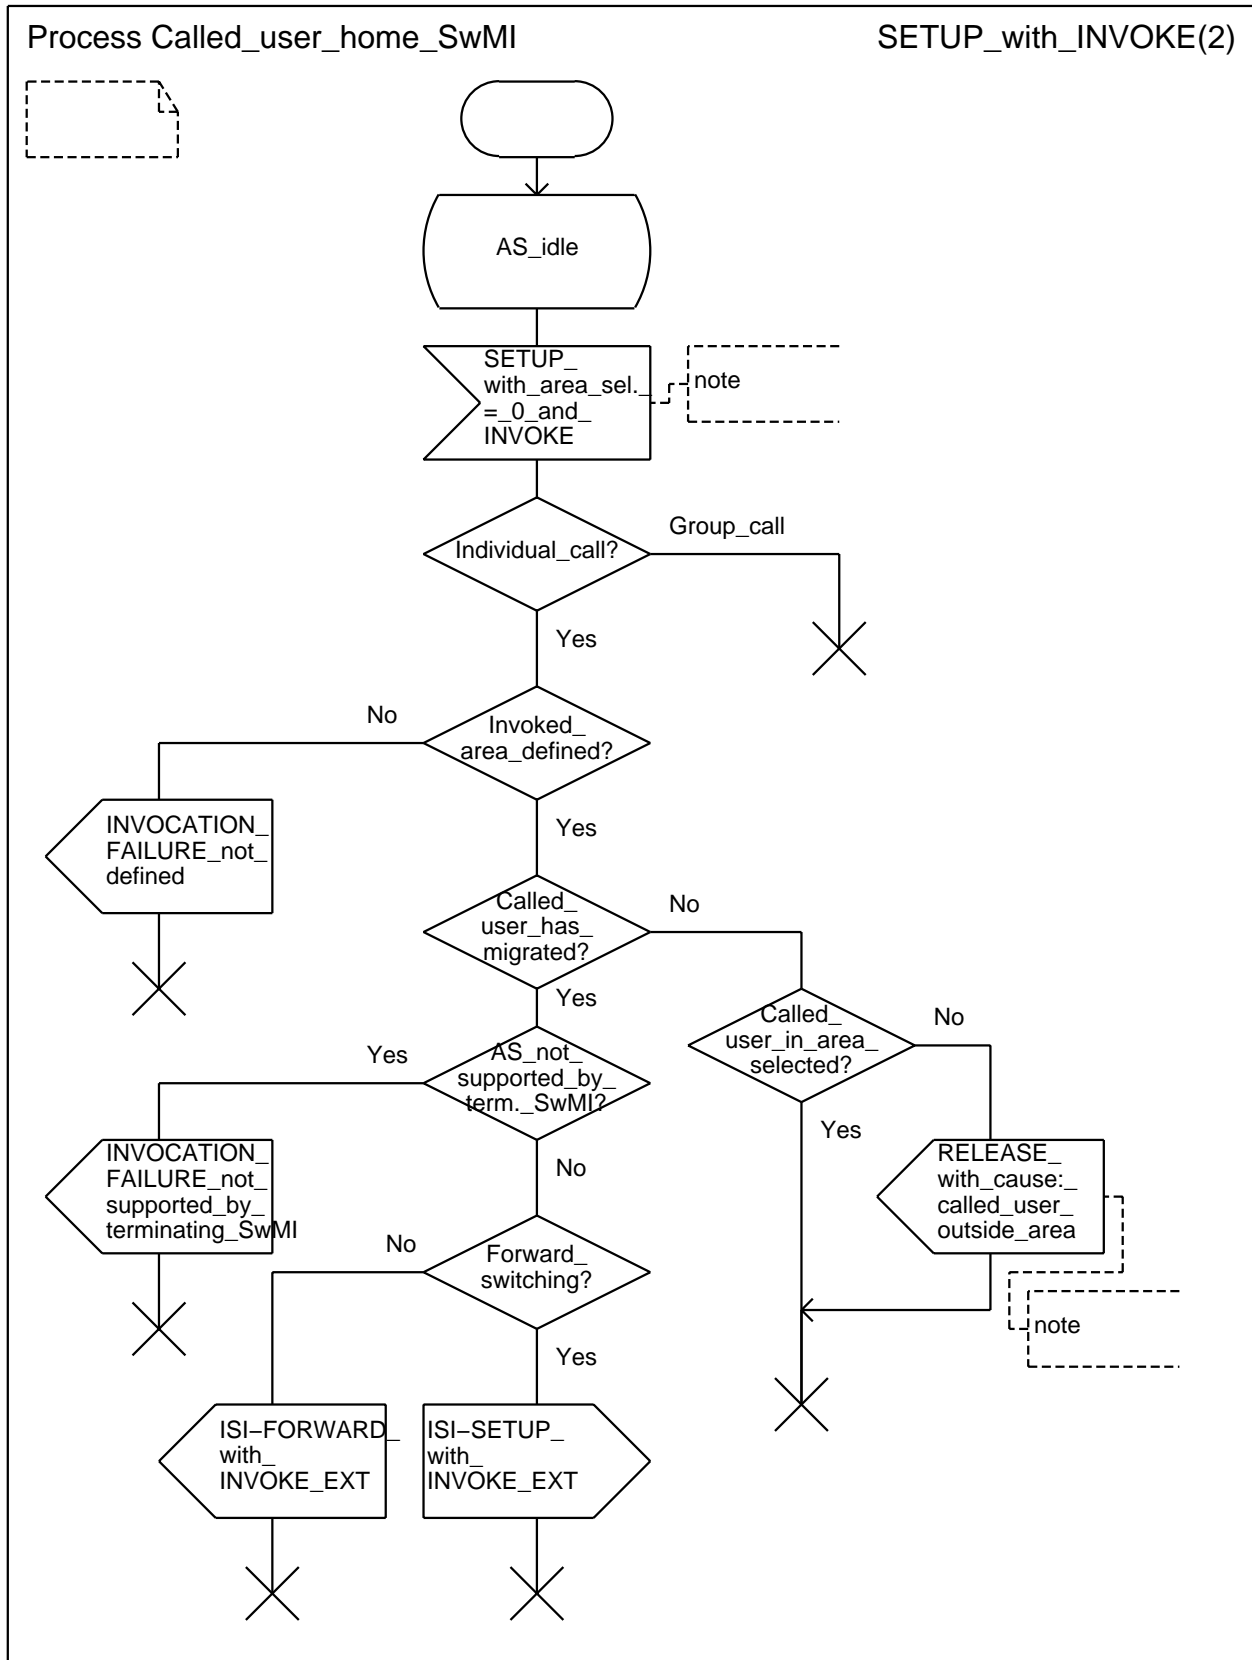 Process Called_user_home_SwMI
SETUP_with_INVOKE(2)
AS_idle
SETUP_
with_area_sel._
=_0_and_
INVOKE
note
Individual_call?
Group_call
Yes
No
Invoked_
area_defined?
Yes
INVOCATION_
FAILURE_not_
defined
Called_
user_has_
migrated?
No
Yes
Called_
user_in_area_
selected?
No
Yes
AS_not_
supported_by_
term._SwMI?
Yes
No
INVOCATION_
FAILURE_not_
supported_by_
terminating_SwMI
RELEASE_
with_cause:_
called_user_
outside_area
note
No
Forward_
switching?
Yes
ISI–FORWARD_
with_
INVOKE_EXT
ISI–SETUP_
with_
INVOKE_EXT